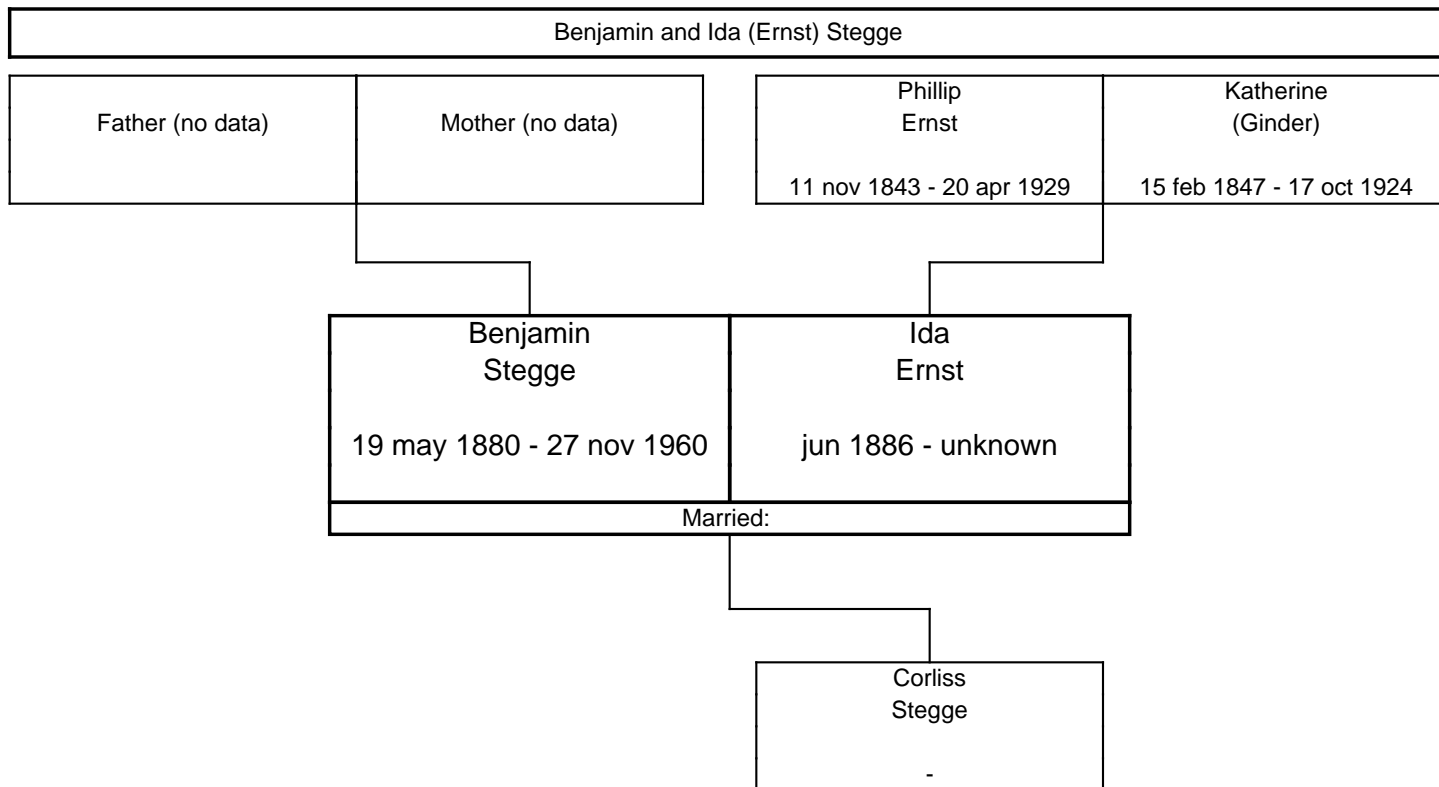 Benjamin and Ida (Ernst) Stegge
Father (no data)
Mother (no data)
Phillip
Ernst
11 nov 1843 - 20 apr 1929
Katherine
(Ginder)
15 feb 1847 - 17 oct 1924
Benjamin
Stegge
19 may 1880 - 27 nov 1960
Ida
Ernst
jun 1886 - unknown
Married:
Corliss
Stegge
-